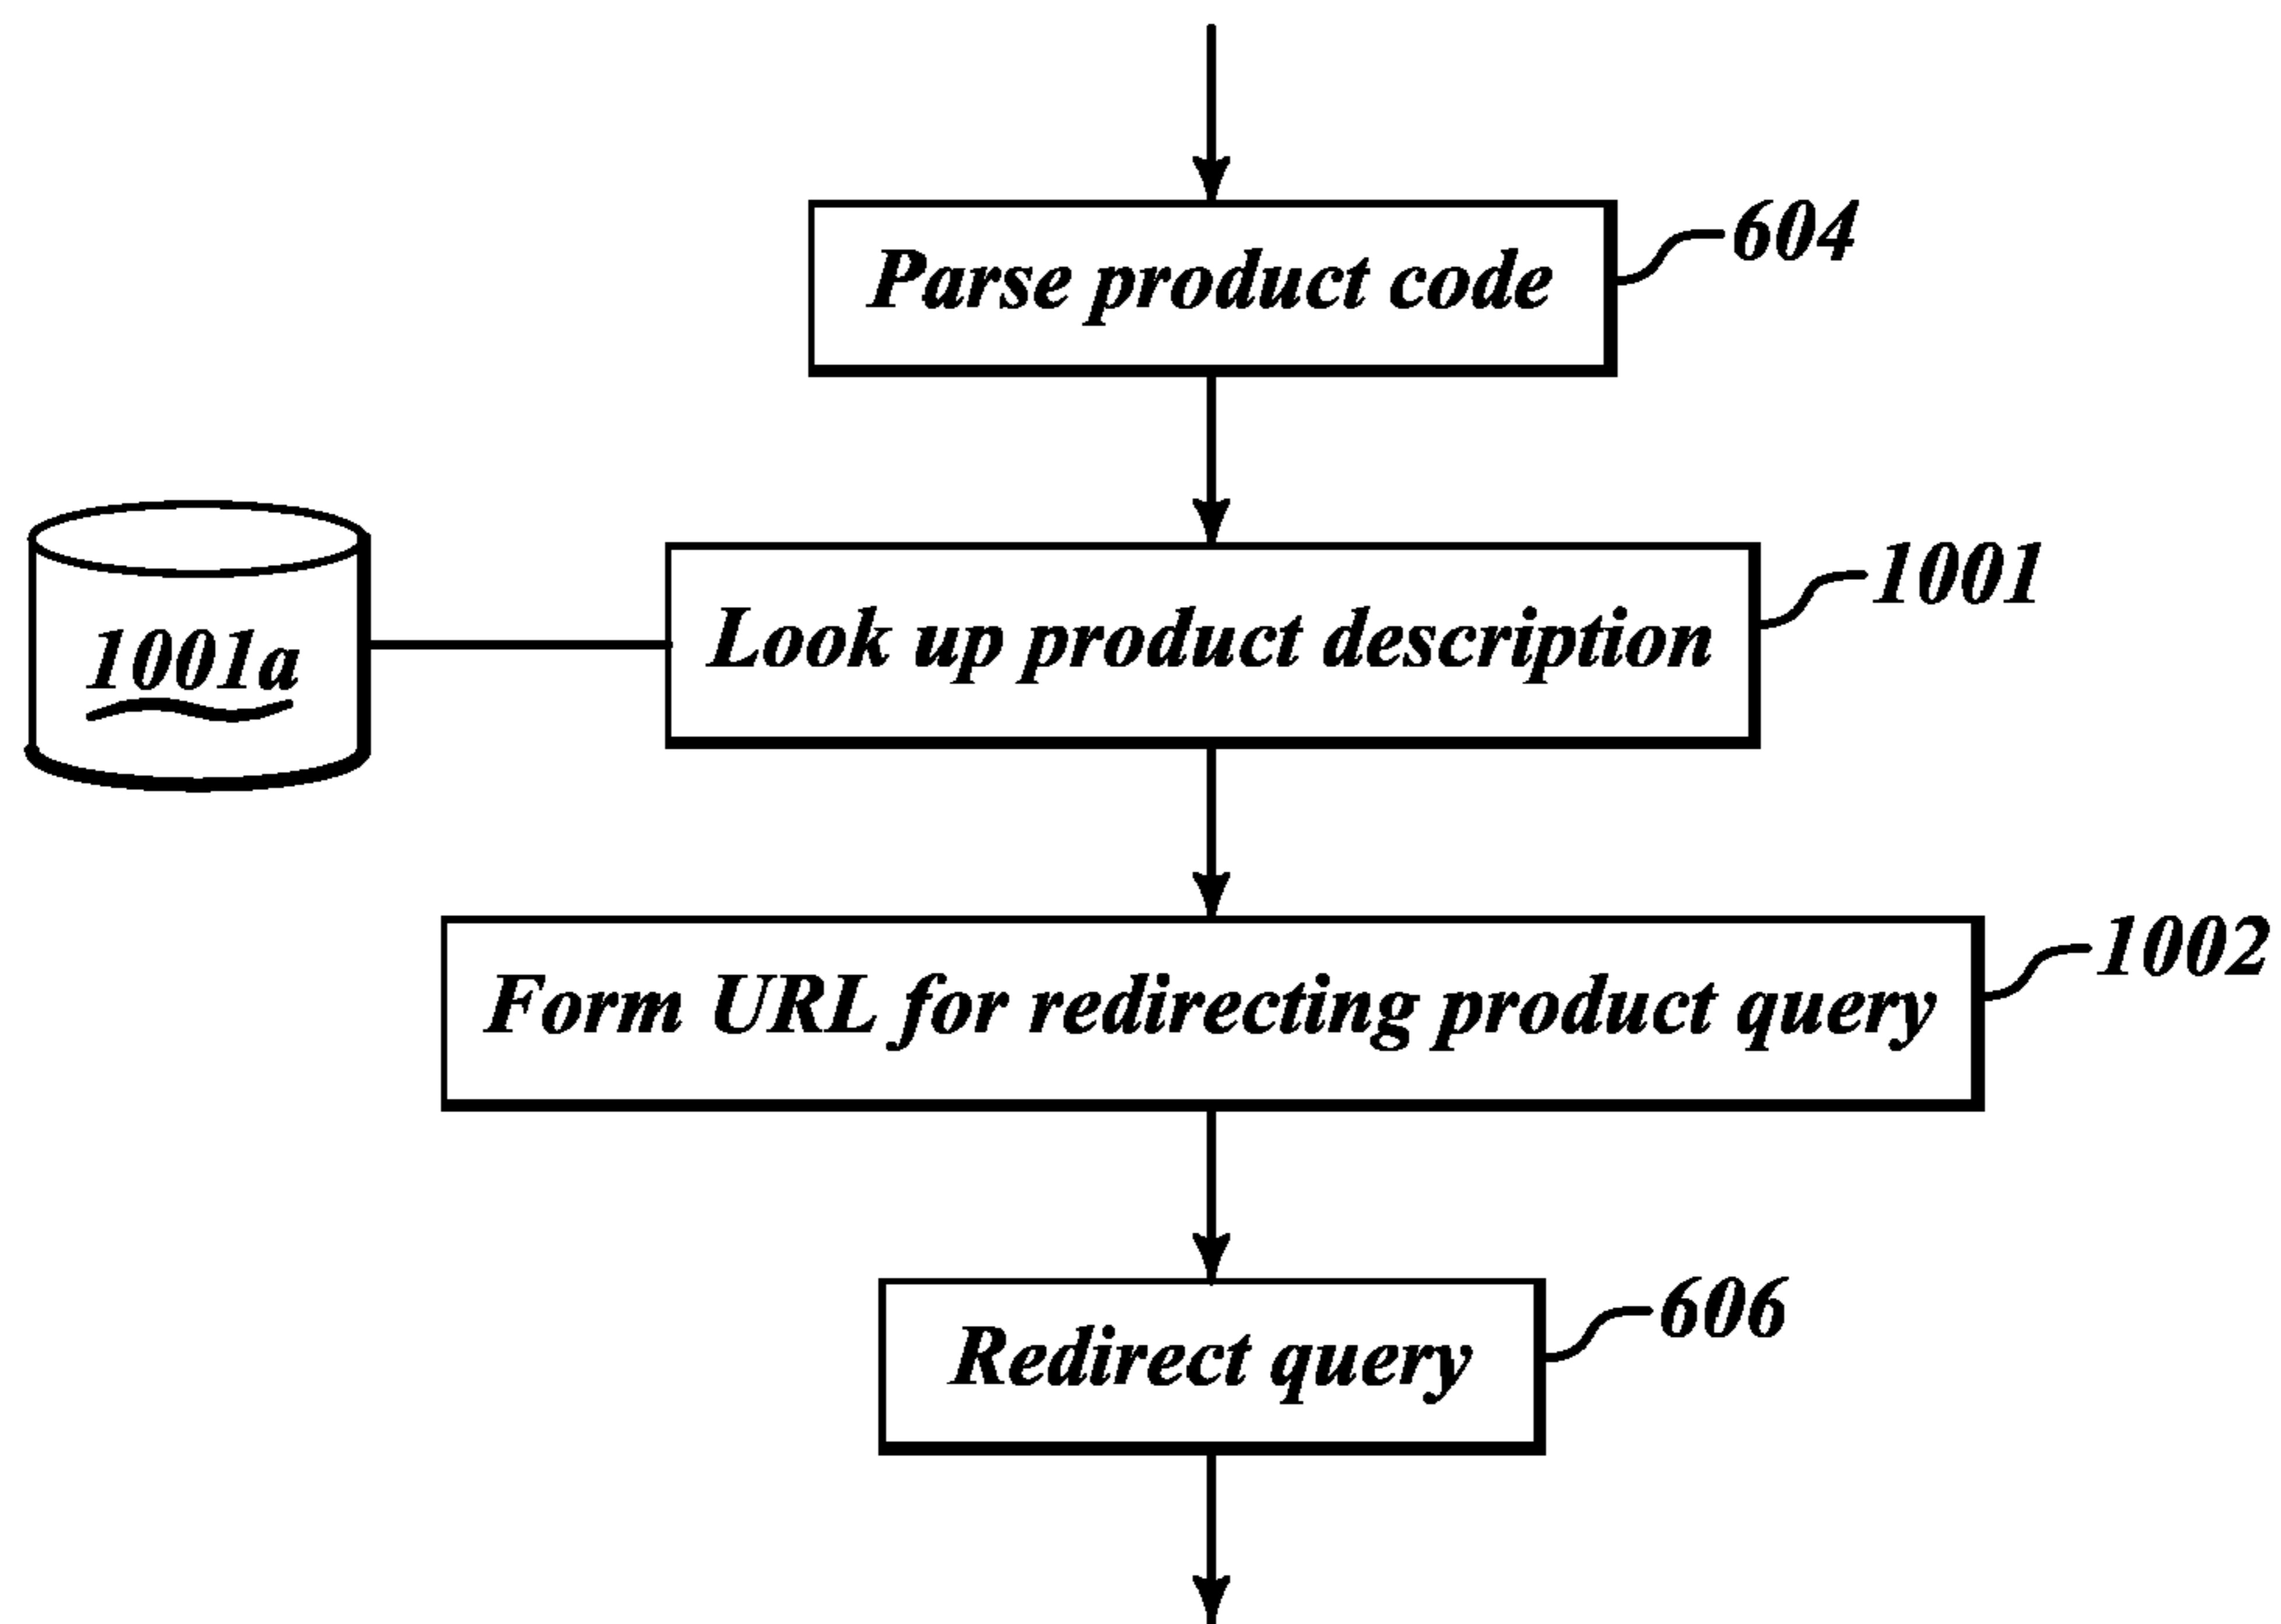 Parse product code
604
Look up product description
1001
1001a
Form URL for redirecting product query
1002
Redirect query
606